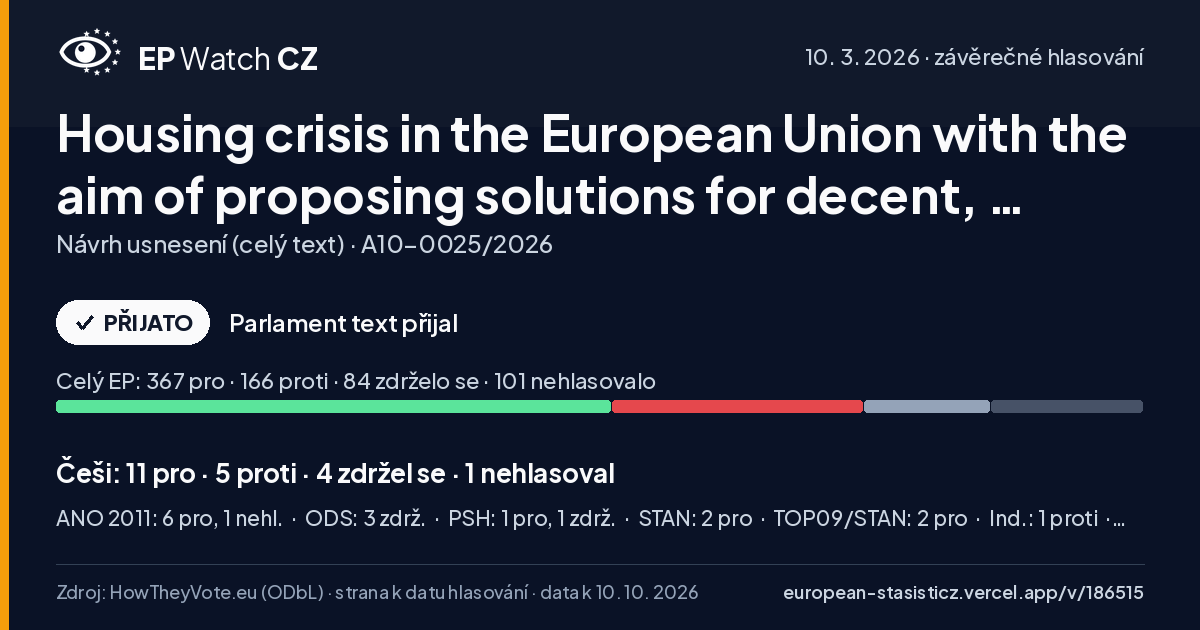 EP Watch CZ
10. 3. 2026 · závěrečné hlasování
Housing crisis in the European Union with the
aim of proposing solutions for decent, …
Návrh usnesení (celý text) · A10-0025/2026
✓ PŘIJATO
Parlament text přijal
Celý EP: 367 pro · 166 proti · 84 zdrželo se · 101 nehlasovalo
Češi: 11 pro · 5 proti · 4 zdržel se · 1 nehlasoval
ANO 2011: 6 pro, 1 nehl. · ODS: 3 zdrž. · PSH: 1 pro, 1 zdrž. · STAN: 2 pro · TOP09/STAN: 2 pro · Ind.: 1 proti ·…
Zdroj: HowTheyVote.eu (ODbL) · strana k datu hlasování · data k 10. 10. 2026
european-stasisticz.vercel.app/v/186515